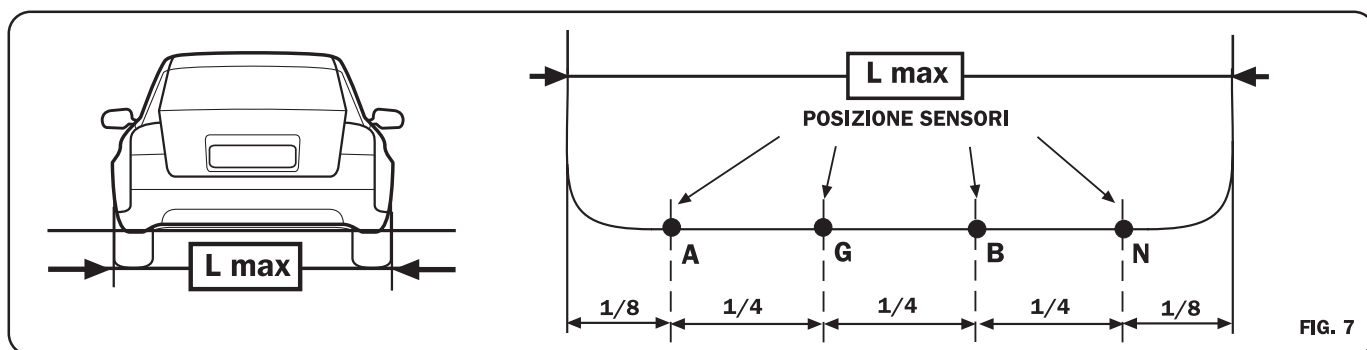 L max
L max
POSIZIONE SENSORI
A G B N
1/8 1/4 1/4 1/4 1/8
FIG. 7